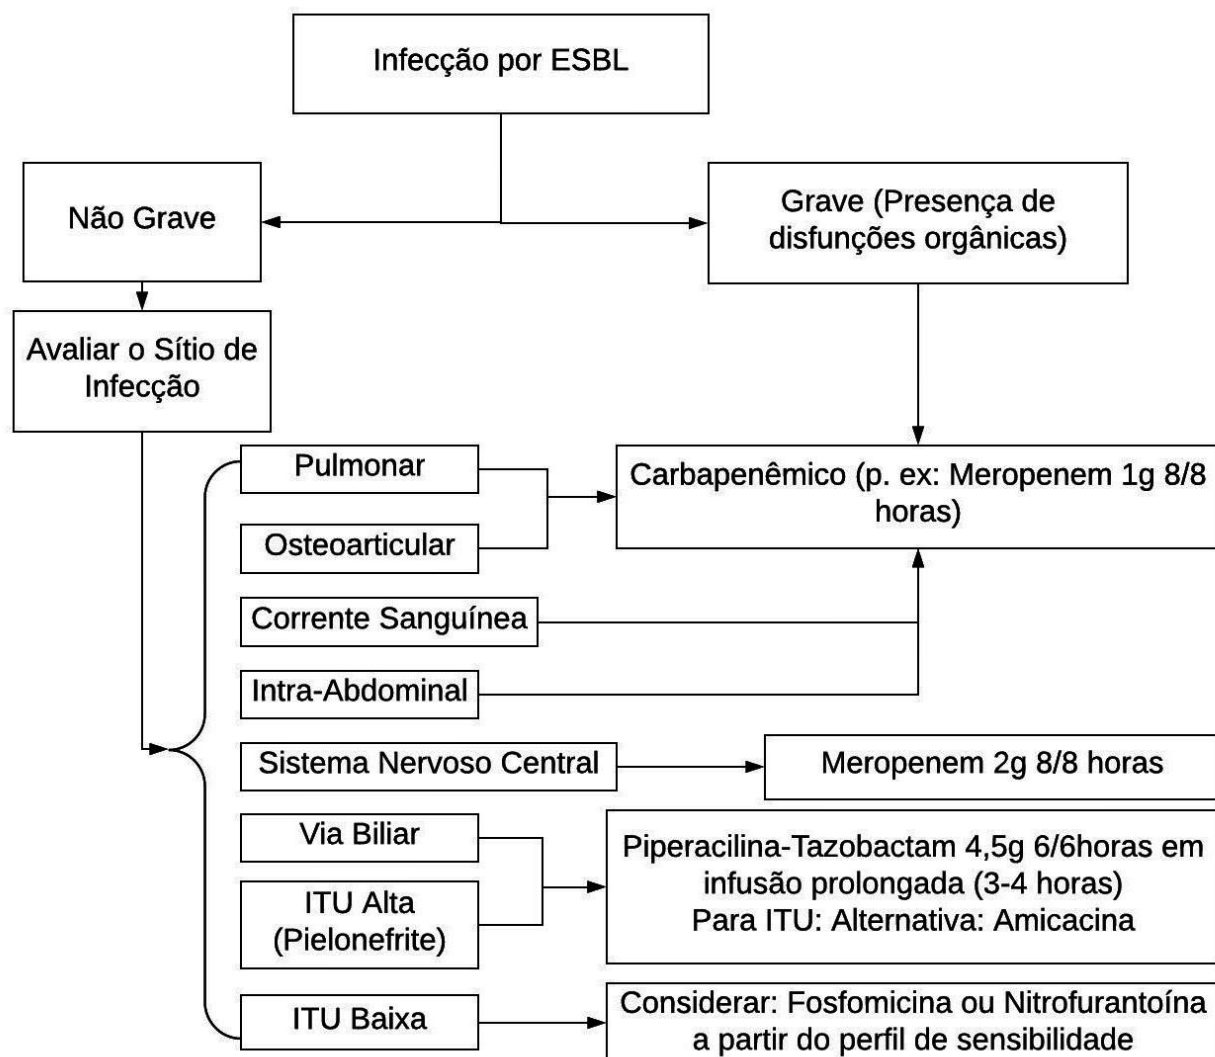 Infecção por ESBL
Não Grave
Grave (Presença de
disfunções orgânicas)
Avaliar o Sítio de
Infecção
Pulmonar
Osteoarticular
Carbapenêmico (p. ex: Meropenem 1g 8/8
horas)
Corrente Sanguínea
Intra-Abdominal
Sistema Nervoso Central
Meropenem 2g 8/8 horas
Via Biliar
ITU Alta
(Pielonefrite)
Piperacilina-Tazobactam 4,5g 6/6horas em
infusão prolongada (3-4 horas)
Para ITU: Alternativa: Amicacina
ITU Baixa
Considerar: Fosfomicina ou Nitrofurantoína
a partir do perfil de sensibilidade